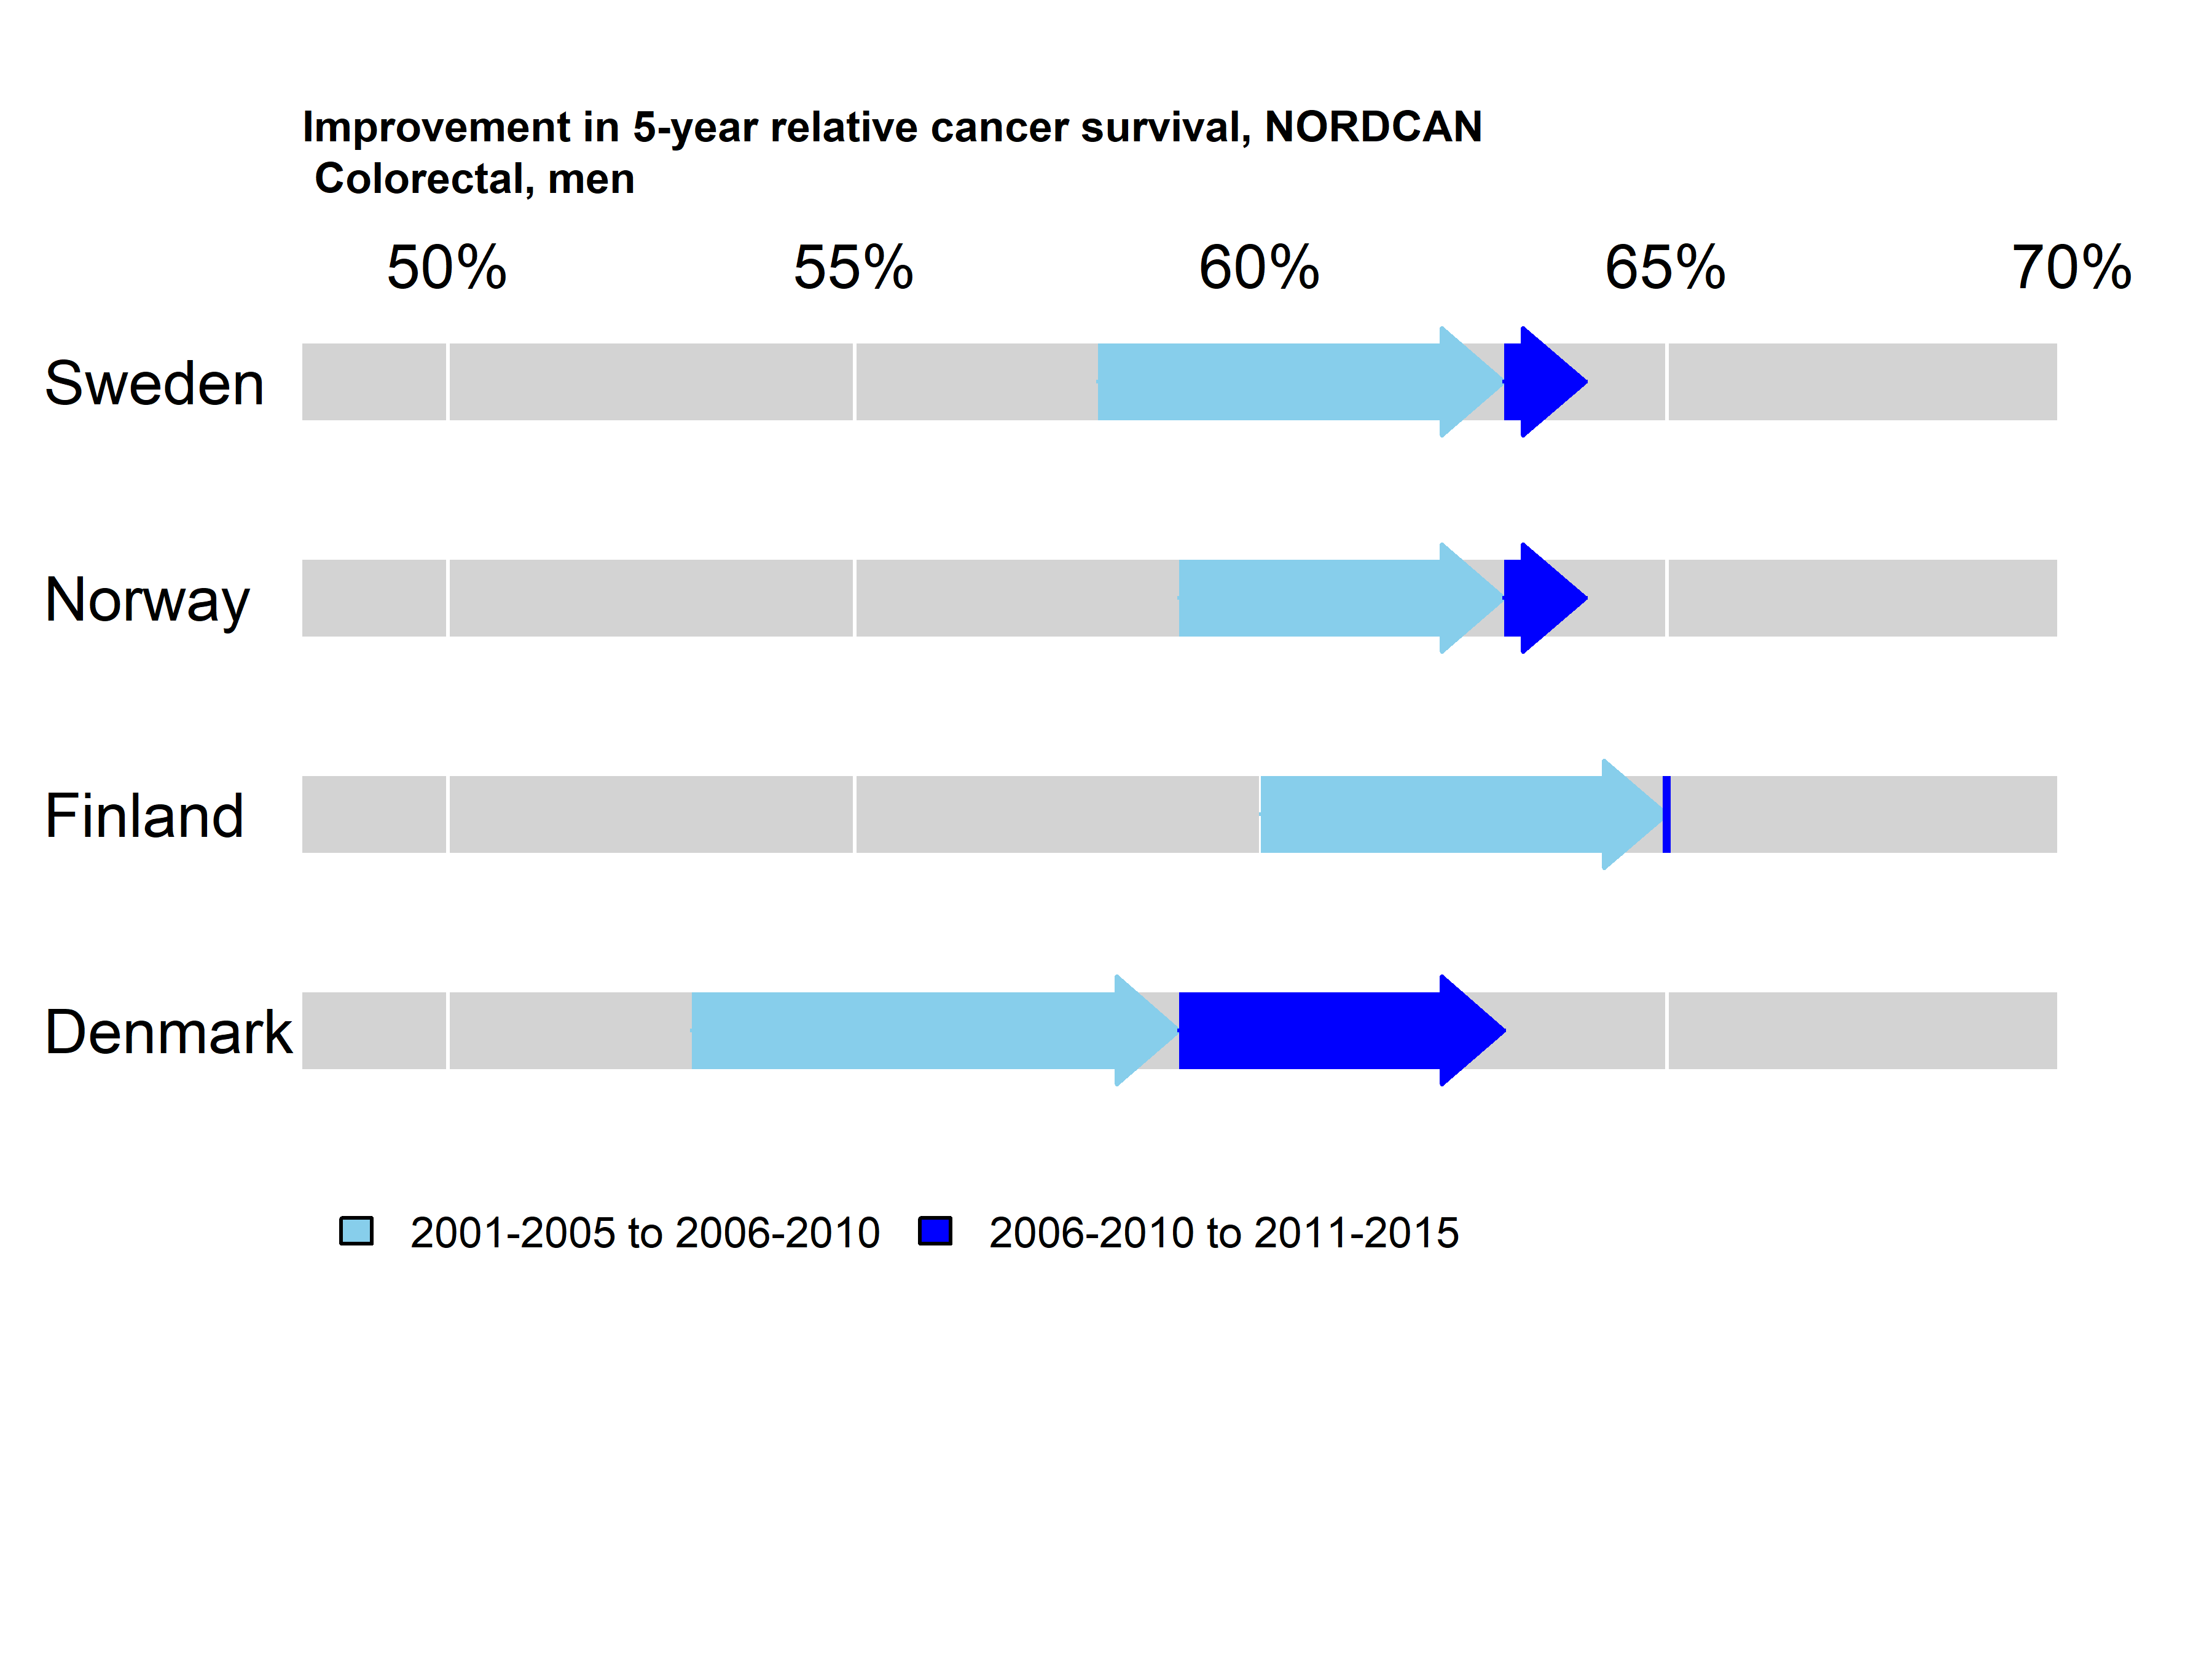 Improvement in 5-year relative cancer survival, NORDCAN
Colorectal, men
50% 55% 60% 65% 70%
Sweden
Norway
Finland
Denmark
2001-2005 to 2006-2010 2006-2010 to 2011-2015